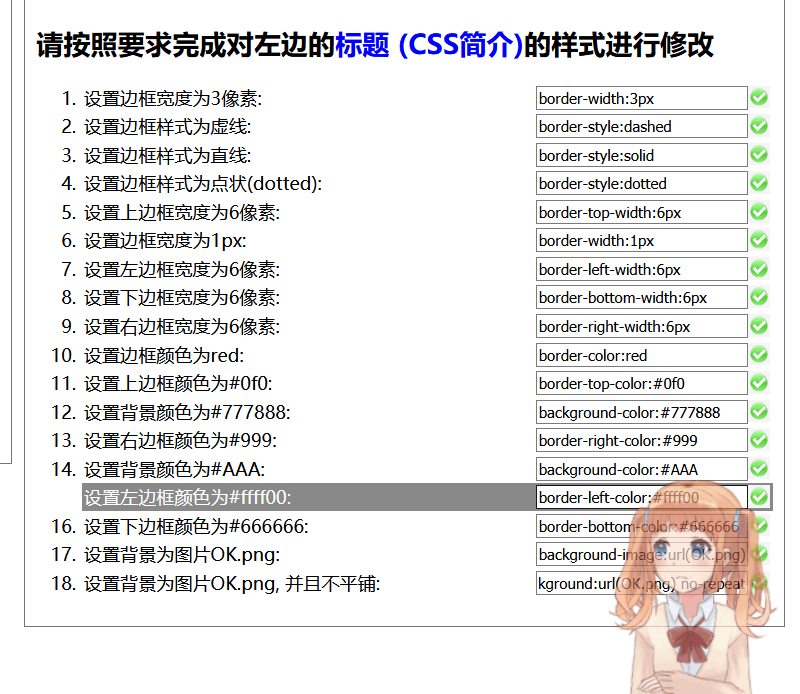 请按照要求完成对左边的标题 (CSS简介)的样式进行修改
1. 设置边框宽度为3像素: border-width:3px
2. 设置边框样式为虚线: border-style:dashed
3. 设置边框样式为直线: border-style:solid
4. 设置边框样式为点状(dotted): border-style:dotted
5. 设置上边框宽度为6像素: border-top-width:6px
6. 设置边框宽度为1px: border-width:1px
7. 设置左边框宽度为6像素: border-left-width:6px
8. 设置下边框宽度为6像素: border-bottom-width:6px
9. 设置右边框宽度为6像素: border-right-width:6px
10. 设置边框颜色为red: border-color:red
11. 设置上边框颜色为#0f0: border-top-color:#0f0
12. 设置背景颜色为#777888: background-color:#777888
13. 设置右边框颜色为#999: border-right-color:#999
14. 设置背景颜色为#AAA: background-color:#AAA
设置左边框颜色为#ffff00: border-left-color:#ffff00
16. 设置下边框颜色为#666666: border-bottom-color:#666666
17. 设置背景为图片OK.png: background-image:url(OK.png)
18. 设置背景为图片OK.png, 并且不平铺: kground:url(OK.png) no-repeat